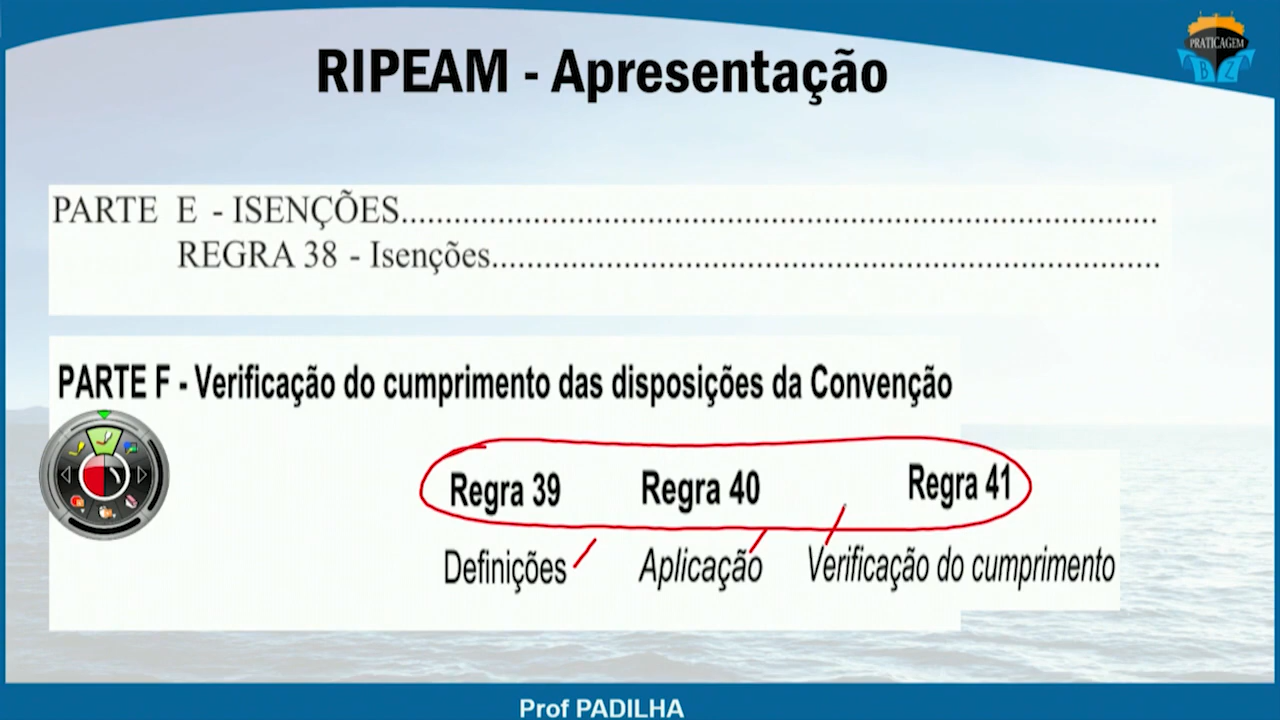 PRATICAGEM
B Z
RIPEAM - Apresentação
PARTE E - ISENÇÕES......................................................................................
REGRA 38 - Isenções............................................................................
PARTE F - Verificação do cumprimento das disposições da Convenção
Regra 39 Regra 40 Regra 41
Definições Aplicação Verificação do cumprimento
Prof PADILHA